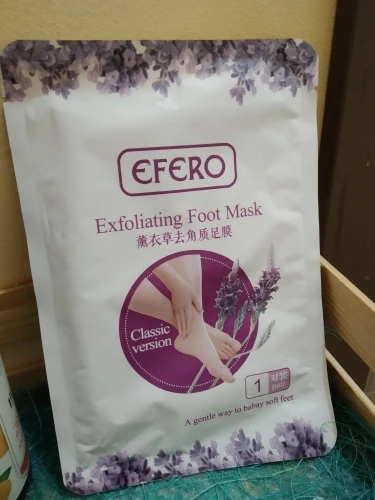 EFERO
Exfoliating Foot Mask
薰衣草去角质足膜
Classic
version
1
pair
A gentle way to babay soft feet